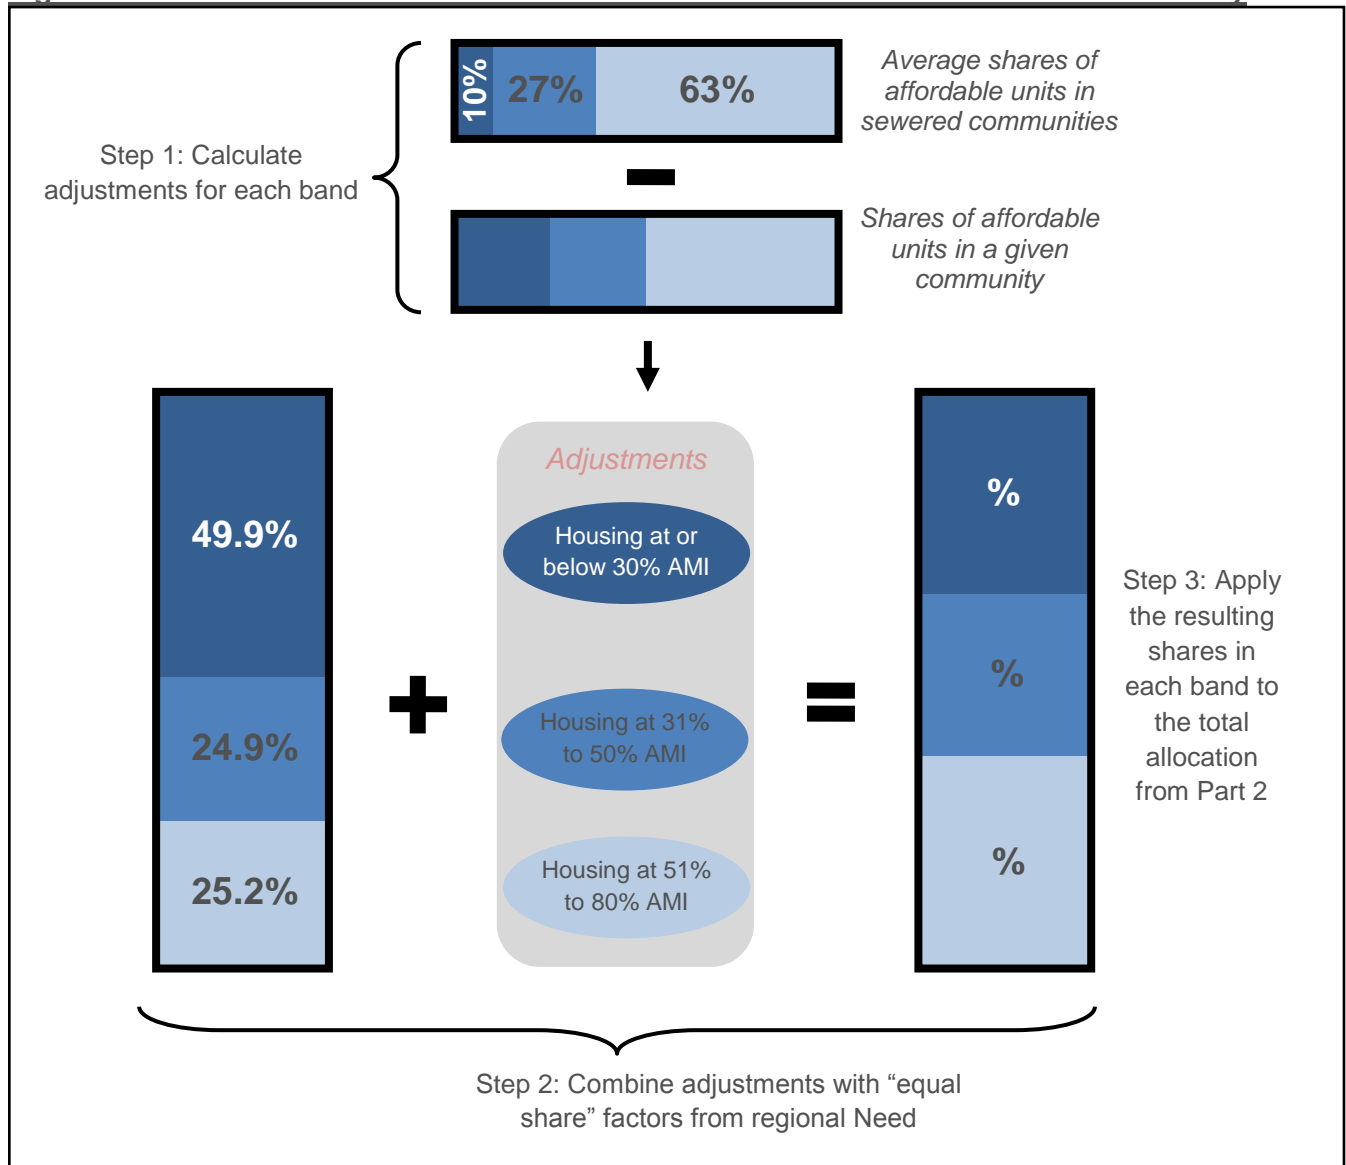 10%
27%
63%
Average shares of
affordable units in
sewered communities
Step 1: Calculate
adjustments for each band
Shares of affordable
units in a given
community
Adjustments
49.9%
24.9%
25.2%
Housing at or
below 30% AMI
Housing at 31%
to 50% AMI
Housing at 51%
to 80% AMI
%
%
%
Step 3: Apply
the resulting
shares in
each band to
the total
allocation
from Part 2
Step 2: Combine adjustments with “equal
share” factors from regional Need